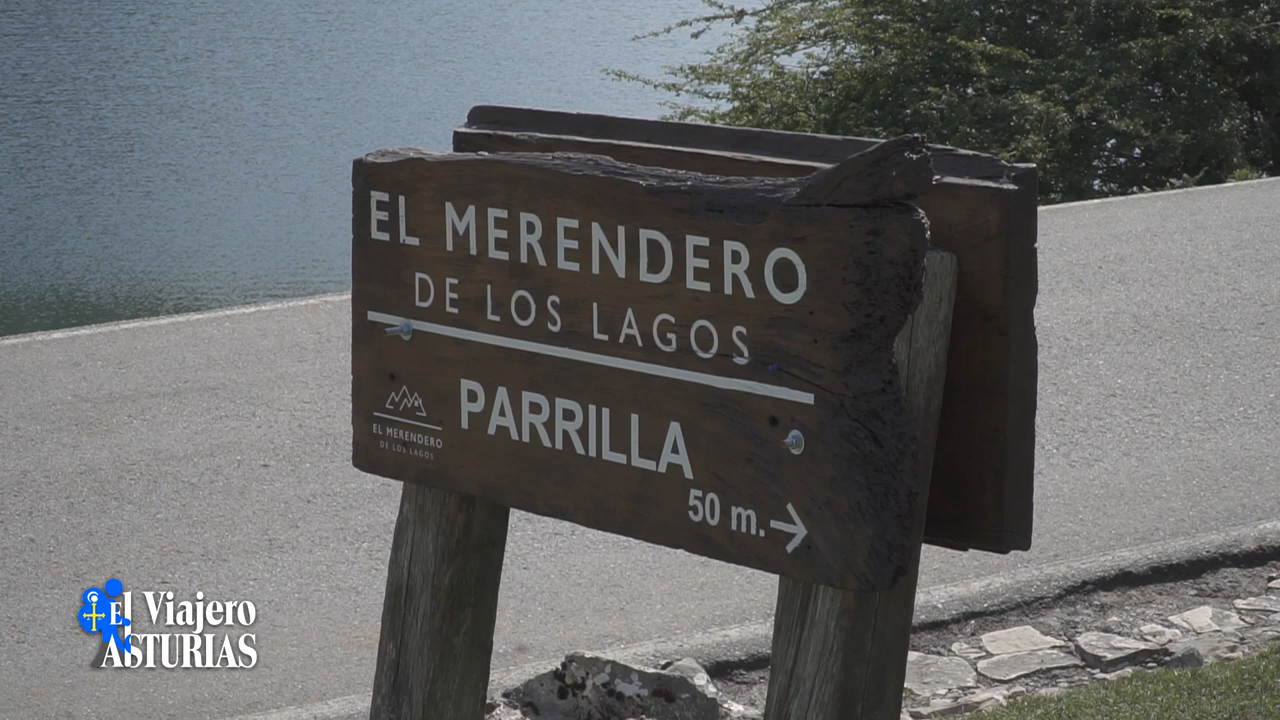 EL MERENDERO
DE LOS LAGOS
PARRILLA
EL MERENDERO
DE LOS LAGOS
50 m.→
El Viajero
ASTURIAS